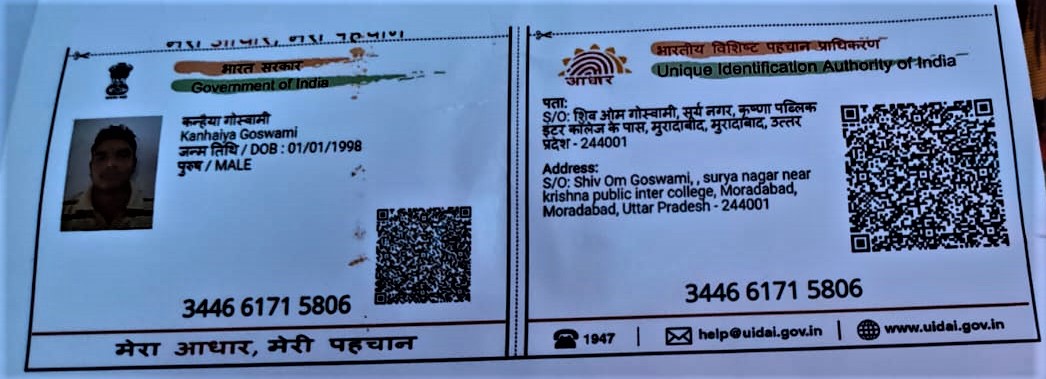 मेरा आधार, मेरी पहचान
भारत सरकार
Government of India
कन्हैया गोस्वामी
Kanhaiya Goswami
जन्म तिथि / DOB : 01/01/1998
पुरुष / MALE
3446 6171 5806
मेरा आधार, मेरी पहचान
भारतीय विशिष्ट पहचान प्राधिकरण
Unique Identification Authority of India
आधार
पता:
S/O: शिव ओम गोस्वामी, सूर्य नगर, कृष्णा पब्लिक
इंटर कॉलेज के पास, मुरादाबाद, मुरादाबाद, उत्तर
प्रदेश - 244001
Address:
S/O: Shiv Om Goswami, , surya nagar near
krishna public inter college, Moradabad,
Moradabad, Uttar Pradesh - 244001
3446 6171 5806
1947 | help@uidai.gov.in | www.uidai.gov.in